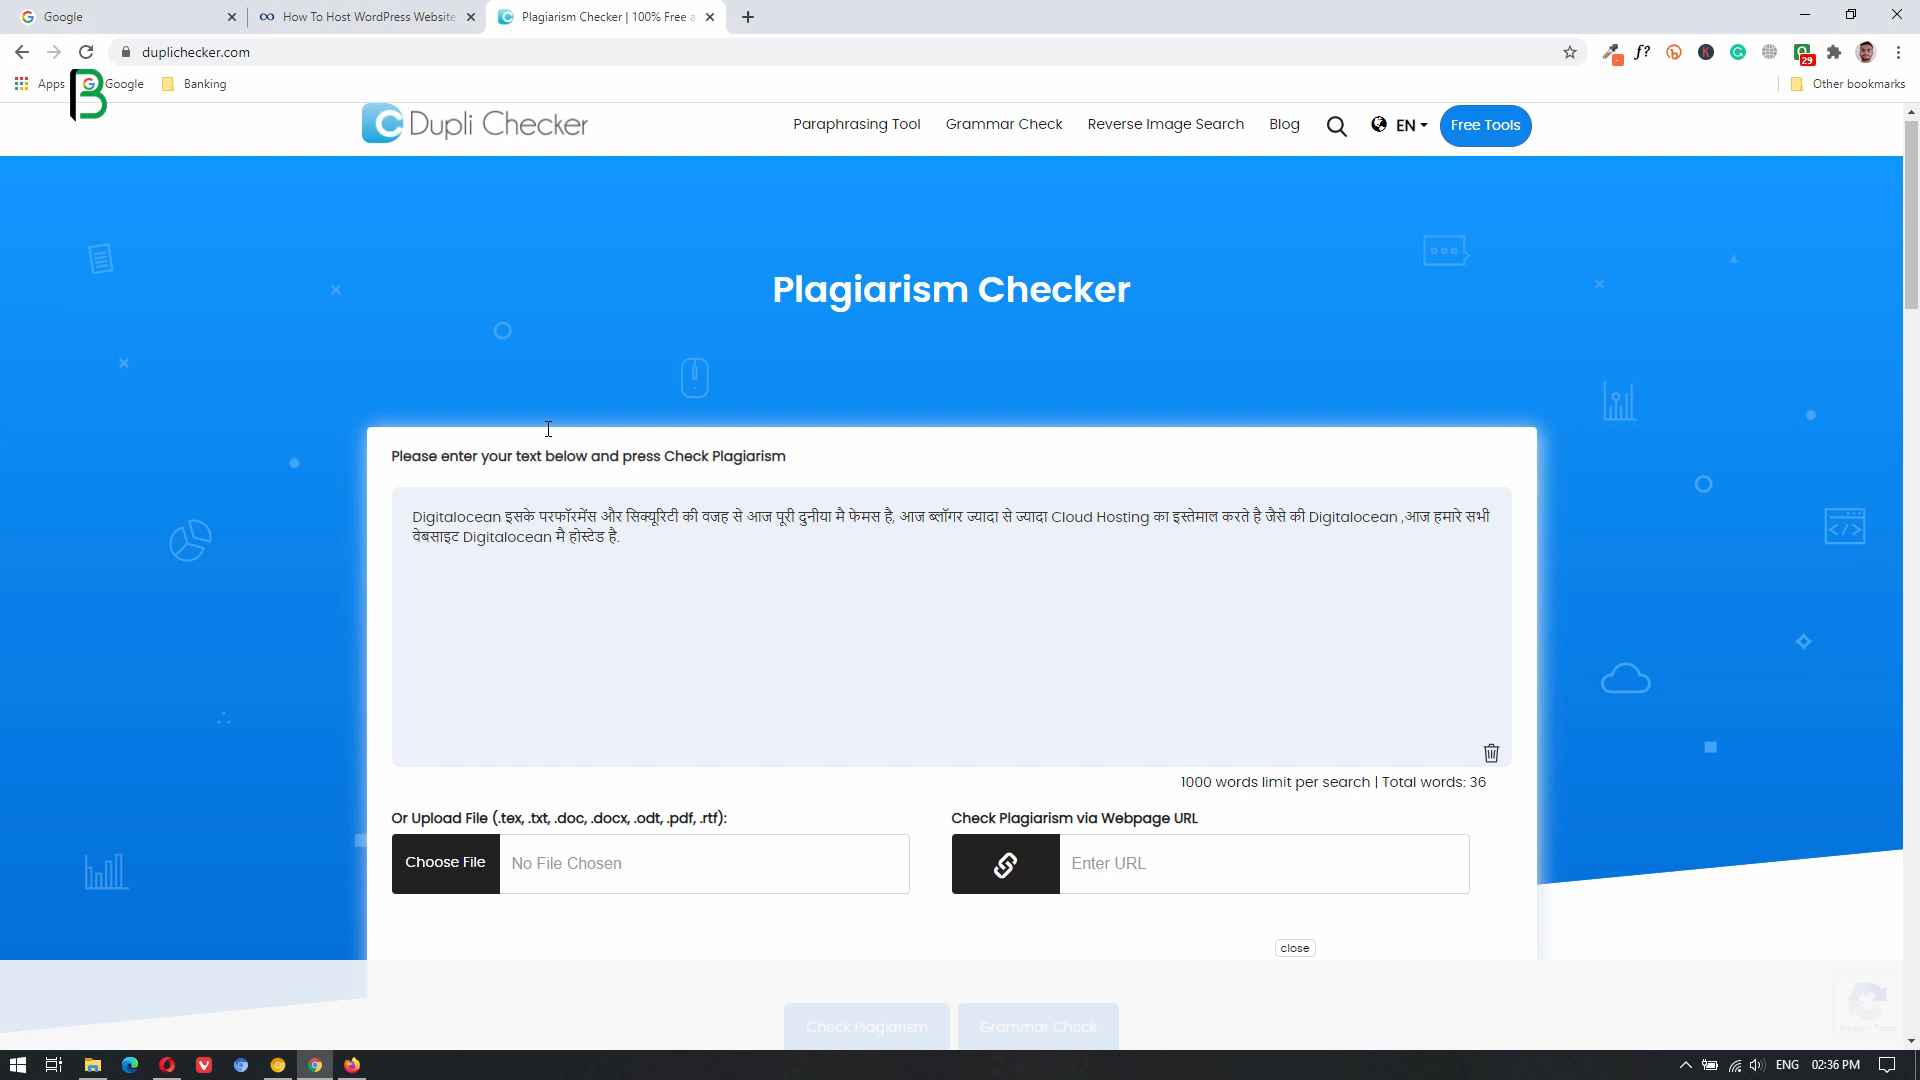 Google
How To Host WordPress Website
Plagiarism Checker | 100% Free a
duplichecker.com
29
Apps
Google
Banking
Other bookmarks
Dupli Checker
Paraphrasing Tool
Grammar Check
Reverse Image Search
Blog
EN
Free Tools
Plagiarism Checker
Please enter your text below and press Check Plagiarism
Digitalocean इसके परफॉरमेंस और सिक्यूरिटी की वजह से आज पूरी दुनीया मै फेमस है, आज ब्लॉगर ज्यादा से ज्यादा Cloud Hosting का इस्तेमाल करते है जैसे की Digitalocean ,आज हमारे सभी
वेबसाइट Digitalocean मै होस्टेड है.
1000 words limit per search | Total words: 36
Or Upload File (.tex, .txt, .doc, .docx, .odt, .pdf, .rtf):
Check Plagiarism via Webpage URL
Choose File
No File Chosen
Enter URL
close
Check Plagiarism
Grammar Check
Privacy - Terms
ENG
02:36 PM